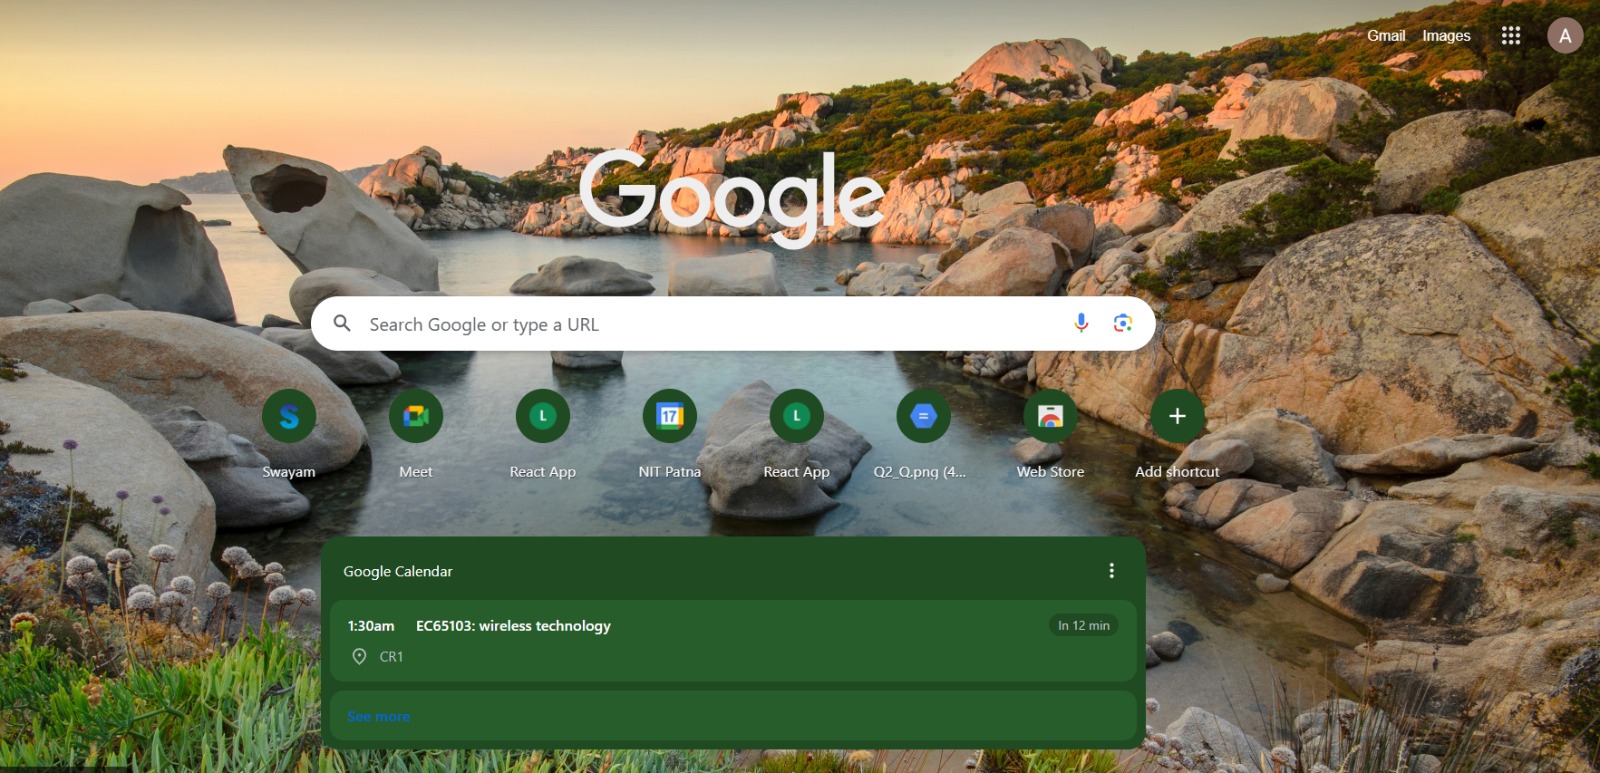 Gmail Images A
Google
Search Google or type a URL
L 17 L
Swayam Meet React App NIT Patna React App Q2_Q.png (4... Web Store Add shortcut
Google Calendar
1:30am EC65103: wireless technology In 12 min
CR1
See more